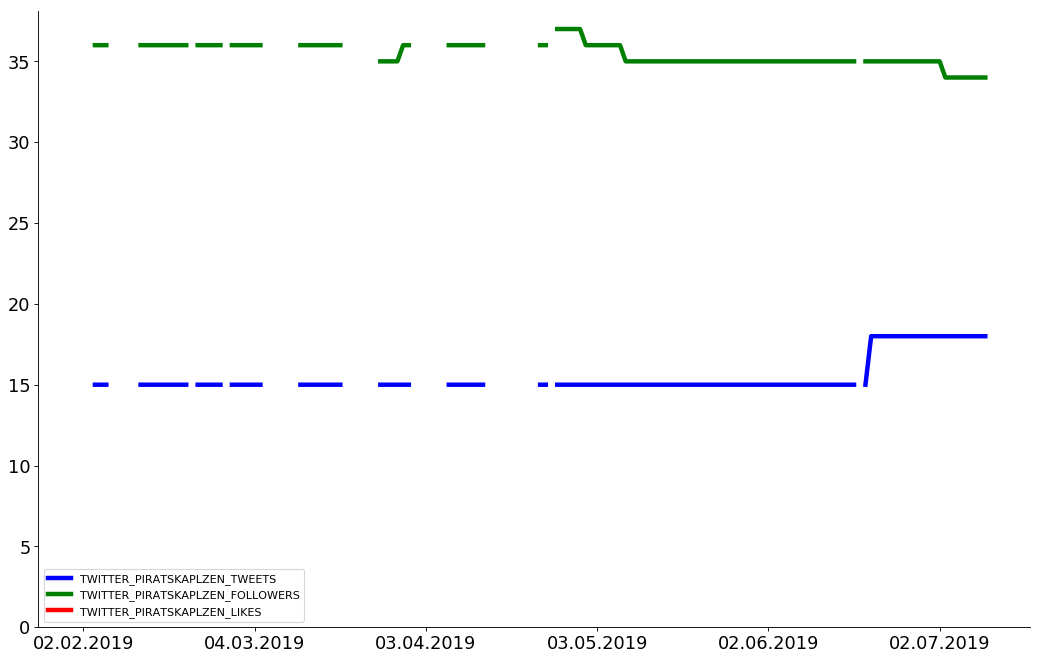 35
30
25
20
15
10
5
0
TWITTER_PIRATSKAPLZEN_TWEETS
TWITTER_PIRATSKAPLZEN_FOLLOWERS
TWITTER_PIRATSKAPLZEN_LIKES
02.02.2019 04.03.2019 03.04.2019 03.05.2019 02.06.2019 02.07.2019